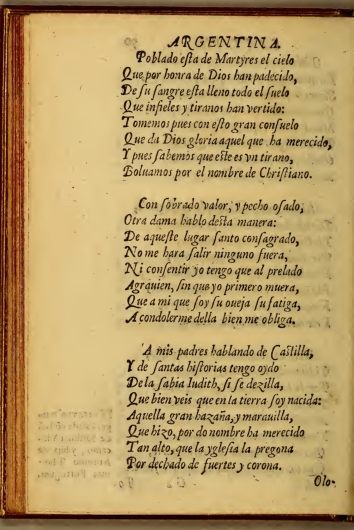 ARGENTINA.
Poblado eſta de Martyres el cielo
Que por honra de Dios han padecido,
De ſu ſangre eſta lleno todo el ſuelo
Que infieles y tiranos han vertido:
Tomemos pues con eſto gran conſuelo
Que da Dios gloria aquel que ha merecido,
Y pues ſabemos que eſte es vn tirano,
Boluamos por el nombre de Chriſtiano.
Con ſobrado valor, y pecho oſado,
Otra dama hablo deſta manera:
De aqueſte lugar ſanto conſagrado,
No me hara ſalir ninguno fuera,
Ni conſentir yo tengo que al prelado
Agrauien, ſin que yo primero muera,
Que a mi que ſoy ſu oueja ſu fatiga,
A condolerme della bien me obliga.
A mis padres hablando de Caſtilla,
Y de ſantas hiſtorias tengo oydo
De la ſabia Iudith, ſi ſe dezilla,
Que bien veis que en la tierra ſoy nacida:
Aquella gran hazaña, y marauilla,
Que hizo, por do nombre ha merecido
Tan alto, que la ygleſia la pregona
Por dechado de fuertes y corona.
Olo-